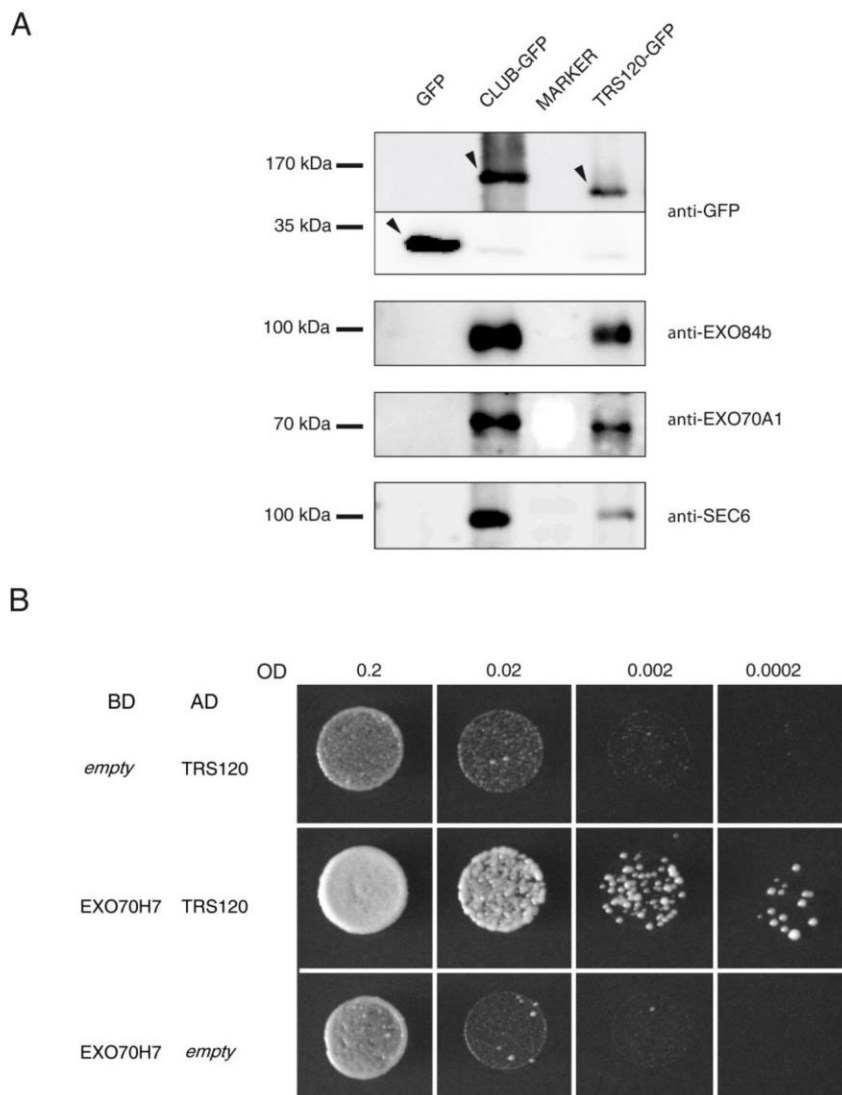 A
GFP
CLUB-GFP
MARKER
TRS120-GFP
170 kDa
35 kDa
anti-GFP
100 kDa
anti-EXO84b
70 kDa
anti-EXO70A1
100 kDa
anti-SEC6
B
OD 0.2 0.02 0.002 0.0002
BD AD
empty TRS120
EXO70H7 TRS120
EXO70H7 empty